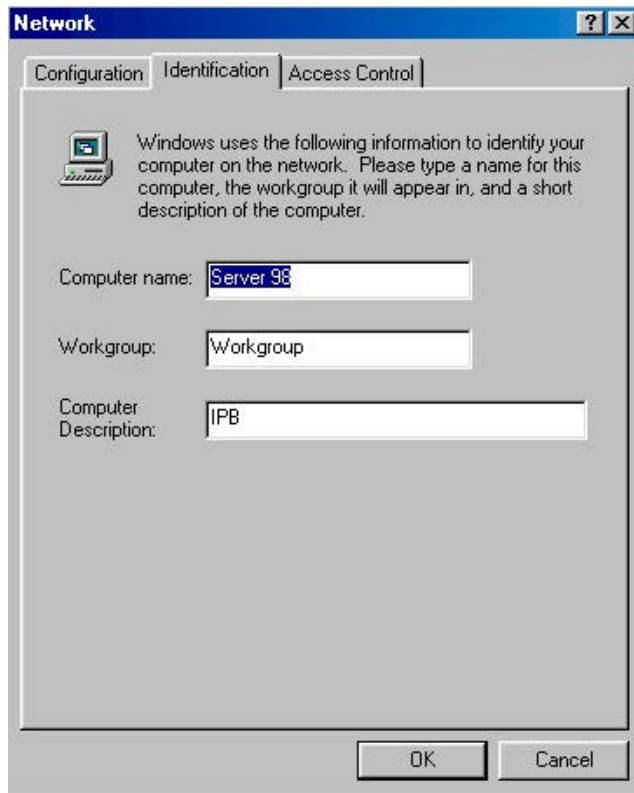 Network
Configuration Identification Access Control
Windows uses the following information to identify your
computer on the network. Please type a name for this
computer, the workgroup it will appear in, and a short
description of the computer.
Computer name: Server 98
Workgroup: Workgroup
Computer
Description: IPB
OK Cancel